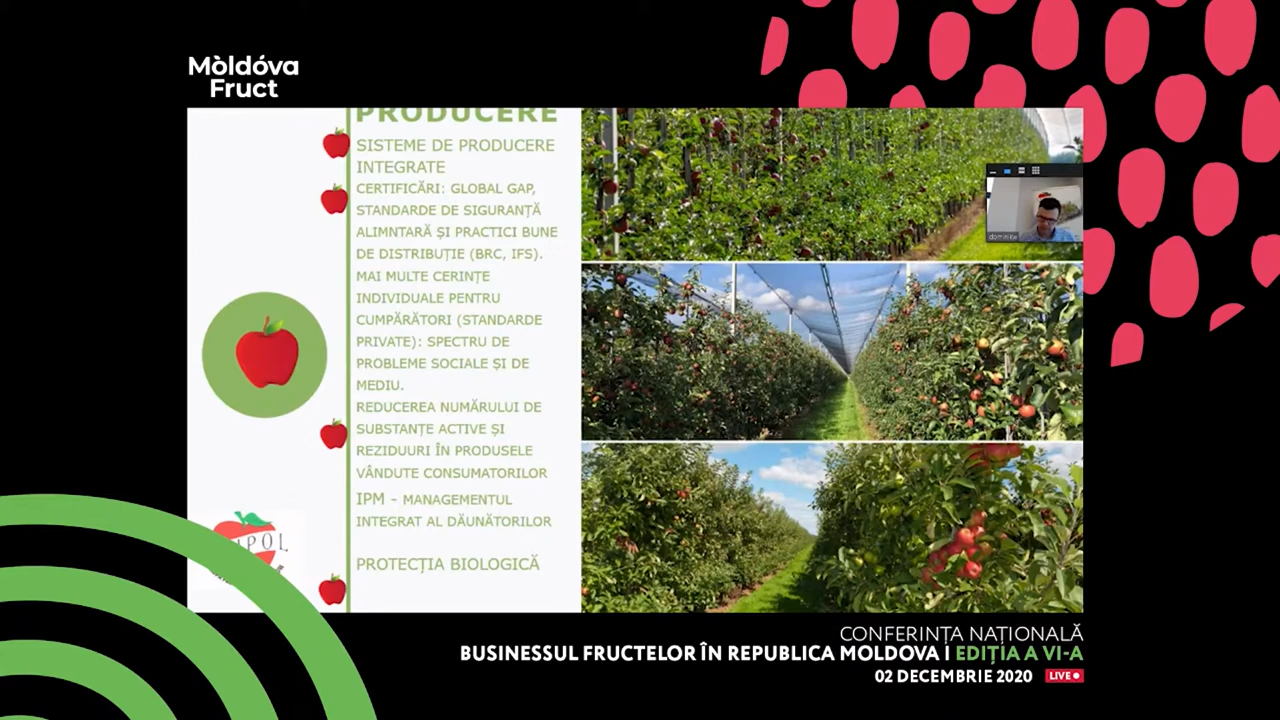 Mòldóva
Fruct
PRODUCERE
SISTEME DE PRODUCERE
INTEGRATE
CERTIFICĂRI: GLOBAL GAP,
STANDARDE DE SIGURANȚĂ
ALIMNTARĂ ȘI PRACTICI BUNE
DE DISTRIBUȚIE (BRC, IFS).
MAI MULTE CERINȚE
INDIVIDUALE PENTRU
CUMPĂRĂTORI (STANDARDE
PRIVATE): SPECTRU DE
PROBLEME SOCIALE ȘI DE
MEDIU.
REDUCEREA NUMĂRULUI DE
SUBSTANȚE ACTIVE ȘI
REZIDUURI ÎN PRODUSELE
VÂNDUTE CONSUMATORILOR
IPM - MANAGEMENTUL
INTEGRAT AL DĂUNĂTORILOR
PROTECȚIA BIOLOGICĂ
CONFERINȚA NAȚIONALĂ
BUSINESSUL FRUCTELOR ÎN REPUBLICA MOLDOVA | EDIȚIA A VI-A
02 DECEMBRIE 2020 LIVE